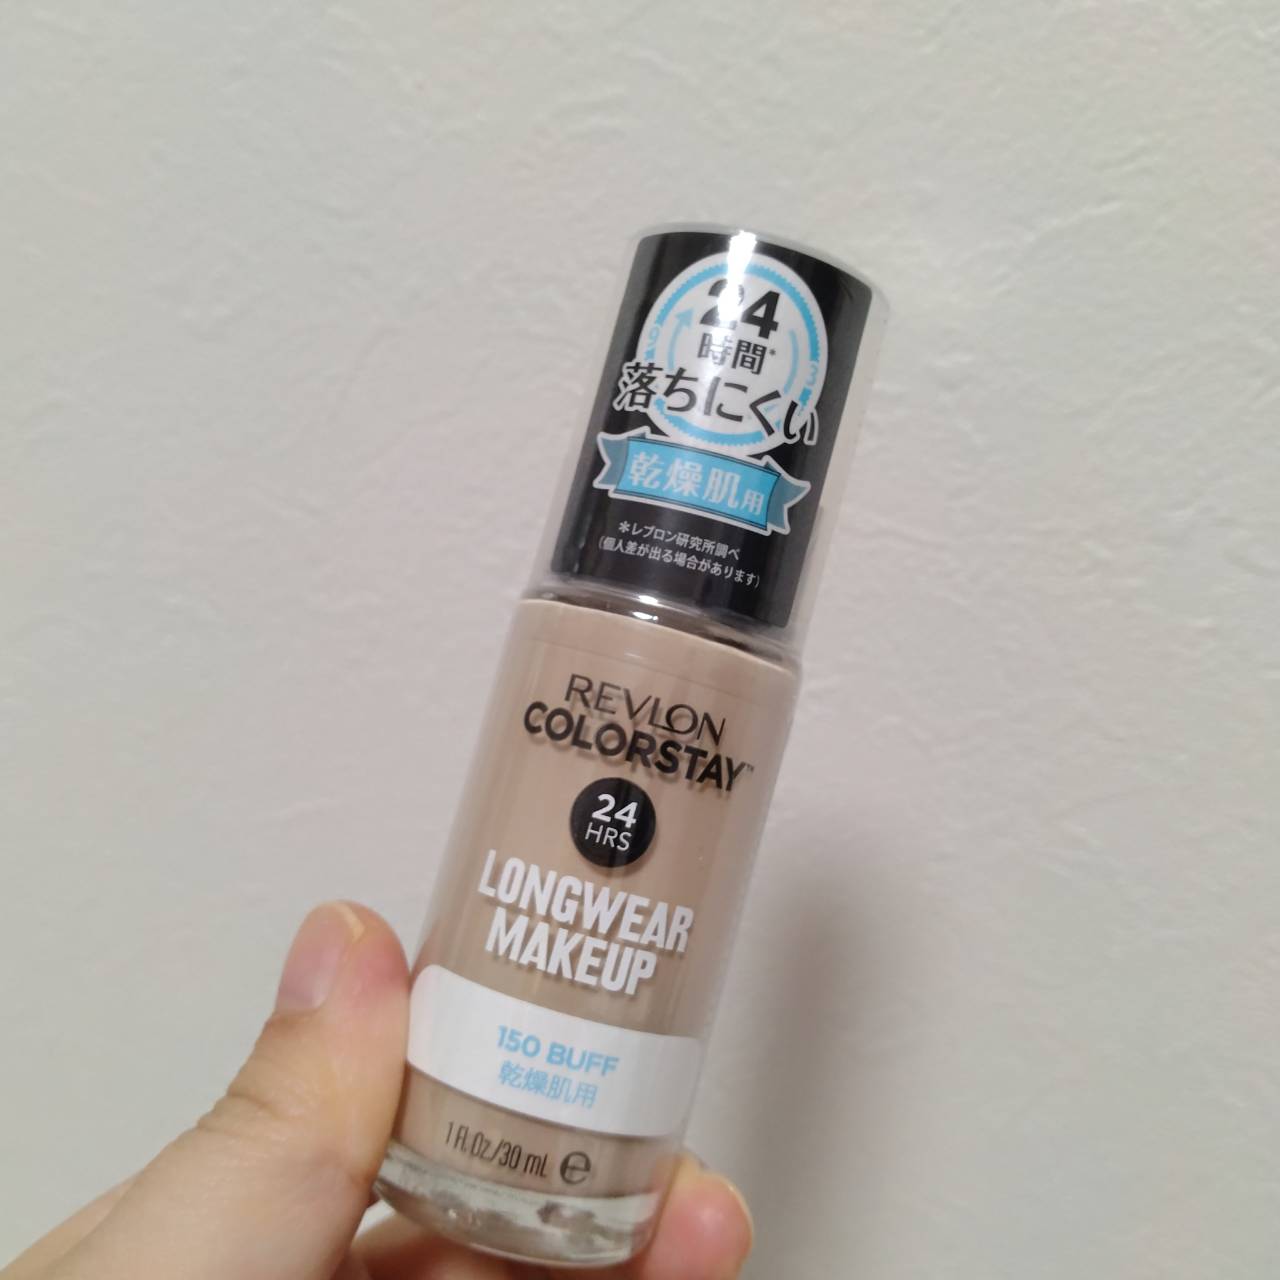 24
時間*
落ちにくい
乾燥肌用
*レブロン研究所調べ
(個人差が出る場合があります)
REVLON
COLORSTAY™
24
HRS
LONGWEAR
MAKEUP
150 BUFF
乾燥肌用
1 fl. Oz./30 mL ℮